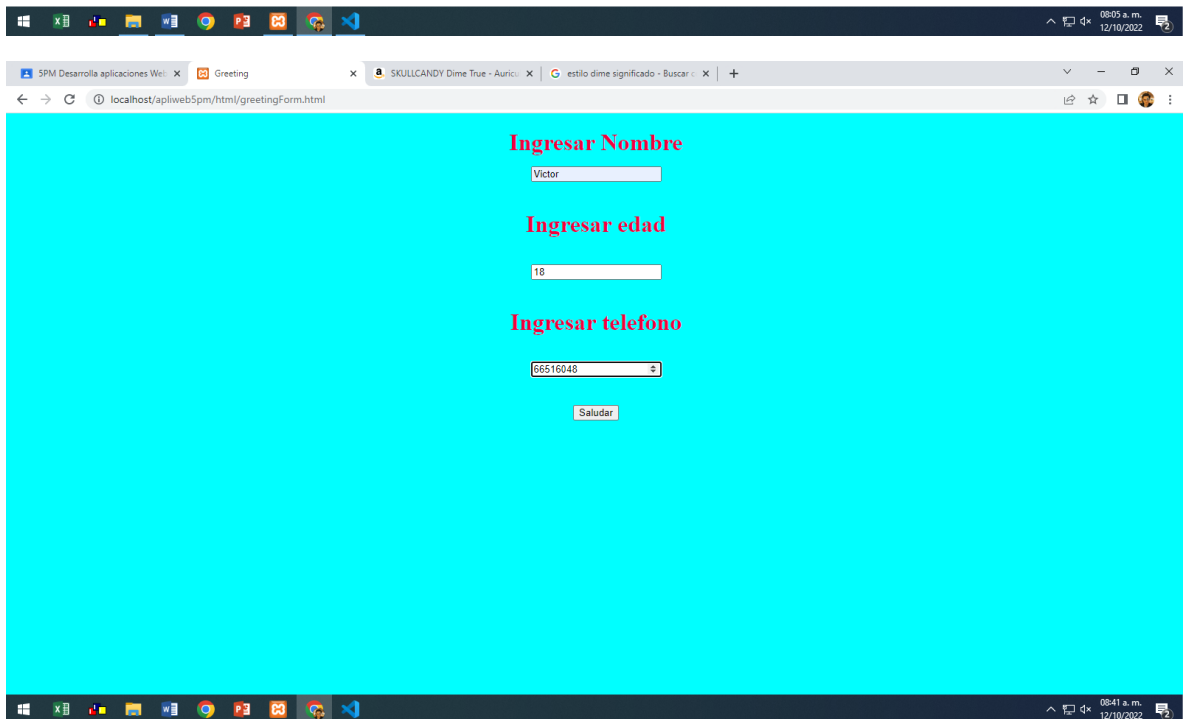 08:05 a. m.
12/10/2022
2
5PM Desarrolla aplicaciones Web
Greeting
SKULLCANDY Dime True - Auricu
estilo dime significado - Buscar c
localhost/apliweb5pm/html/greetingForm.html
Ingresar Nombre
Victor
Ingresar edad
18
Ingresar telefono
66516048
Saludar
08:41 a. m.
12/10/2022
2